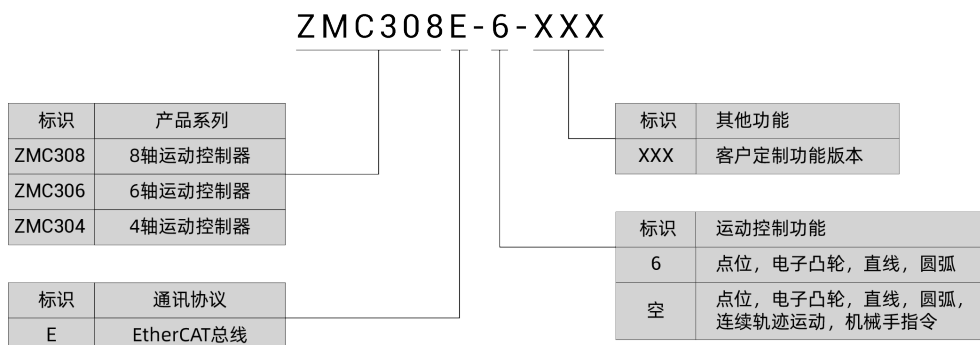 ZMC308E-6-XXX
标识 产品系列
ZMC308 8轴运动控制器
ZMC306 6轴运动控制器
ZMC304 4轴运动控制器
标识 通讯协议
E EtherCAT总线
标识 其他功能
XXX 客户定制功能版本
标识 运动控制功能
6 点位，电子凸轮，直线，圆弧
空 点位，电子凸轮，直线，圆弧，
连续轨迹运动，机械手指令